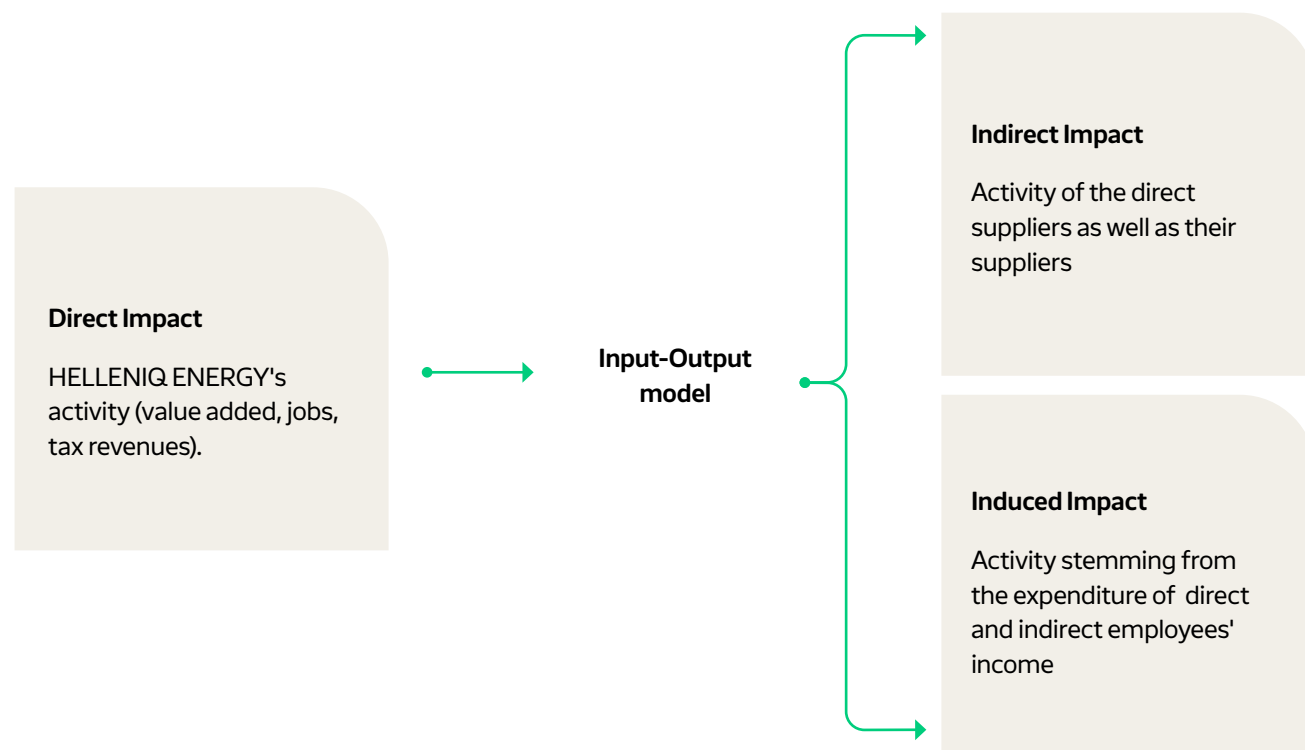 Direct Impact
HELLENIQ ENERGY's
activity (value added, jobs,
tax revenues).
Input-Output
model
Indirect Impact
Activity of the direct
suppliers as well as their
suppliers
Induced Impact
Activity stemming from
the expenditure of direct
and indirect employees'
income